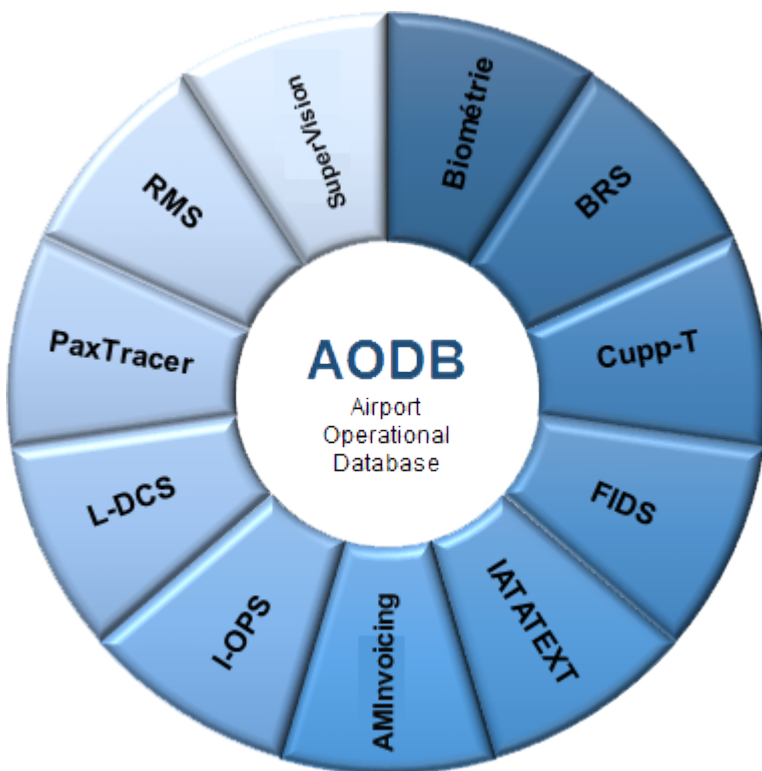 AODB
Airport
Operational
Database
Biométrie
BRS
Cupp-T
FIDS
IATATEXT
AMInvoicing
I-OPS
L-DCS
PaxTracer
RMS
SuperVision